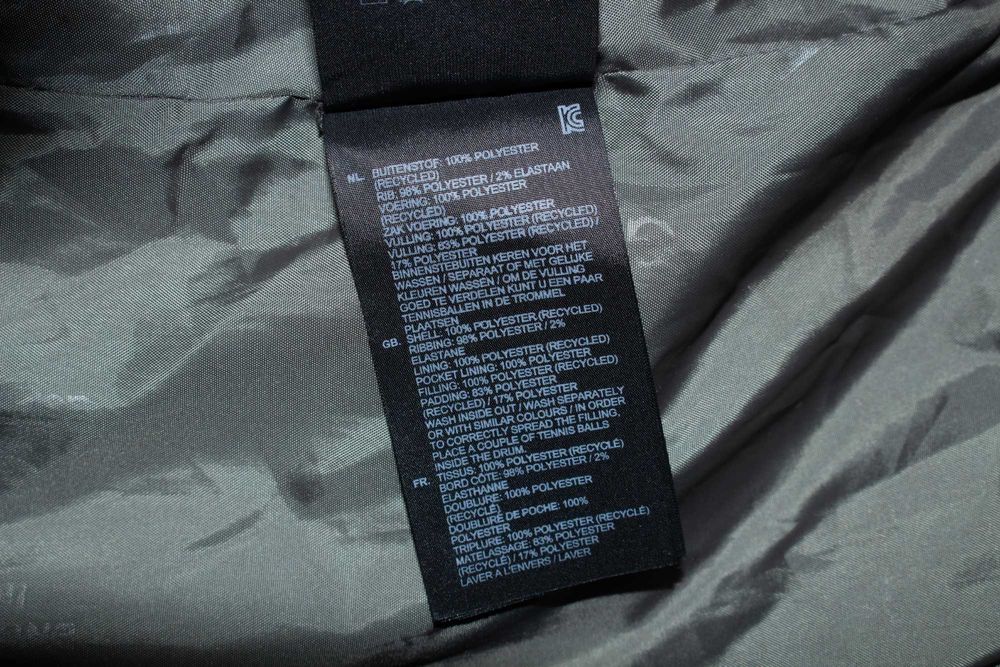 KC
NL. BUITENSTOF: 100% POLYESTER
(RECYCLED)
RIB: 98% POLYESTER / 2% ELASTAAN
VOERING: 100% POLYESTER
(RECYCLED)
ZAK VOERING: 100% POLYESTER
VULLING: 100% POLYESTER (RECYCLED)
VULLING: 83% POLYESTER (RECYCLED) /
17% POLYESTER
BINNENSTEBUITEN KEREN VOOR HET
WASSEN / SEPARAAT OF MET GELIJKE
KLEUREN WASSEN / OM DE VULLING
GOED TE VERDELEN KUNT U EEN PAAR
TENNISBALLEN IN DE TROMMEL
PLAATSEN
GB. SHELL: 100% POLYESTER (RECYCLED)
RIBBING: 98% POLYESTER / 2%
ELASTANE
LINING: 100% POLYESTER (RECYCLED)
POCKET LINING: 100% POLYESTER
FILLING: 100% POLYESTER (RECYCLED)
PADDING: 83% POLYESTER
(RECYCLED) / 17% POLYESTER
WASH INSIDE OUT / WASH SEPARATELY
OR WITH SIMILAR COLOURS / IN ORDER
TO CORRECTLY SPREAD THE FILLING,
PLACE A COUPLE OF TENNIS BALLS
INSIDE THE DRUM.
FR. TISSUS: 100% POLYESTER (RECYCLÉ)
BORD CÔTE: 98% POLYESTER / 2%
ELASTHANNE
DOUBLURE: 100% POLYESTER
(RECYCLÉ)
DOUBLURE DE POCHE: 100%
POLYESTER
TRIPLURE: 100% POLYESTER (RECYCLÉ)
MATELASSAGE: 83% POLYESTER
(RECYCLÉ) / 17% POLYESTER
LAVER A L'ENVERS / LAVER